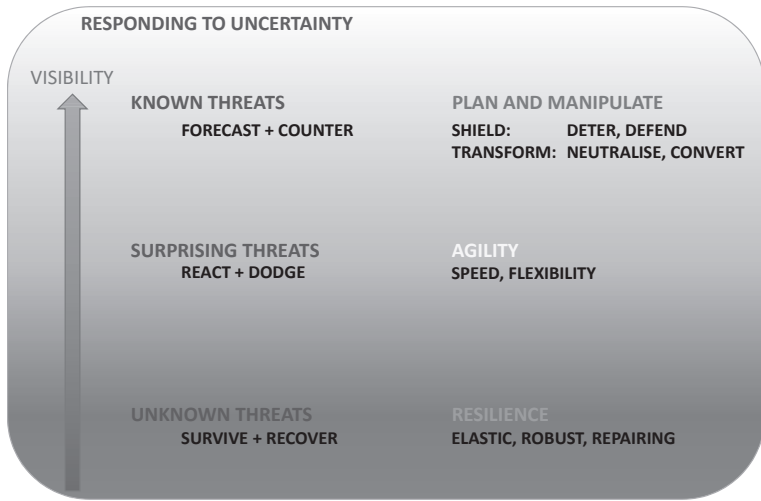 RESPONDING TO UNCERTAINTY
VISIBILITY
KNOWN THREATS
FORECAST + COUNTER
PLAN AND MANIPULATE
SHIELD: DETER, DEFEND
TRANSFORM: NEUTRALISE, CONVERT
SURPRISING THREATS
REACT + DODGE
AGILITY
SPEED, FLEXIBILITY
UNKNOWN THREATS
SURVIVE + RECOVER
RESILIENCE
ELASTIC, ROBUST, REPAIRING